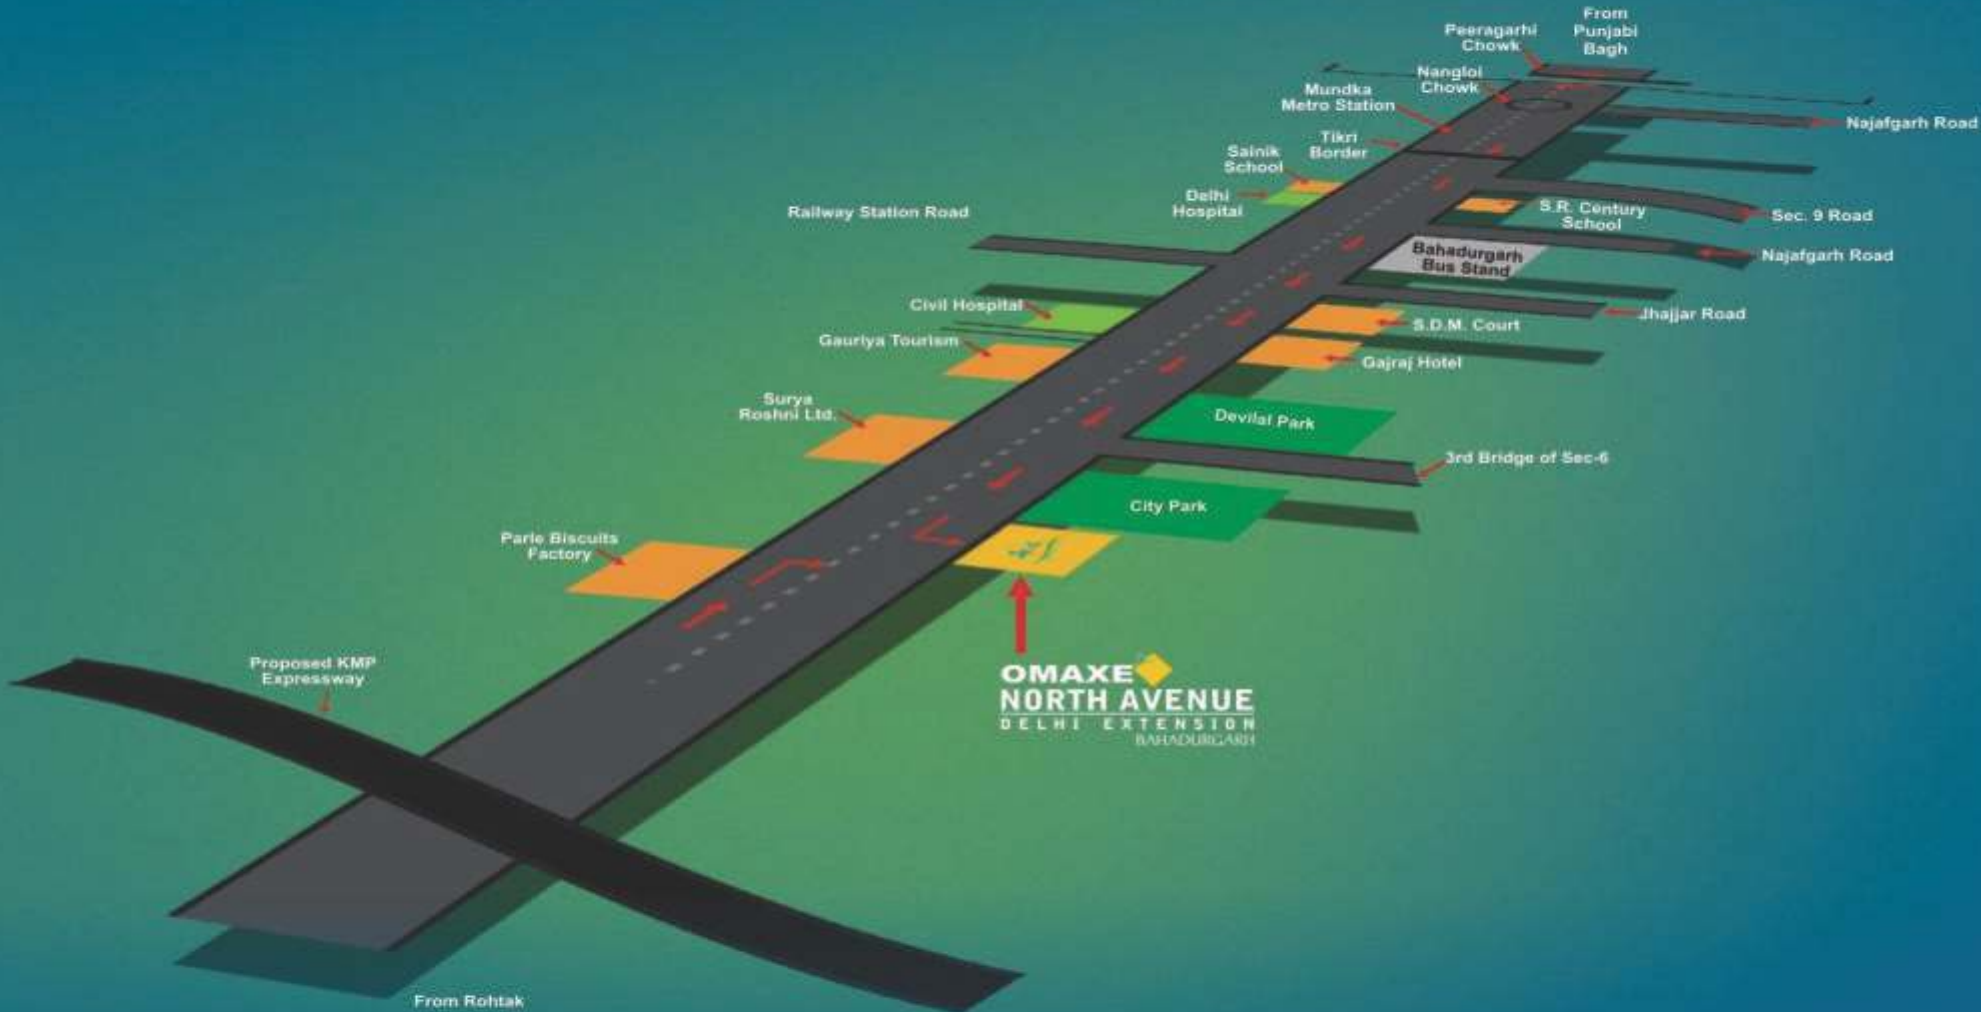 From
Punjabi
Bagh
Peeragarhi
Chowk
Nangloi
Chowk
Mundka
Metro Station
Najafgarh Road
Tikri
Border
Sainik
School
Delhi
Hospital
S.R. Century
School
Sec. 9 Road
Railway Station Road
Bahadurgarh
Bus Stand
Najafgarh Road
Civil Hospital
Jhajjar Road
S.D.M. Court
Gauriya Tourism
Gajraj Hotel
Surya
Roshni Ltd.
Devilal Park
3rd Bridge of Sec-6
City Park
Parle Biscuits
Factory
OMAXE
NORTH AVENUE
DELHI EXTENSION
BAHADURGARH
Proposed KMP
Expressway
From Rohtak